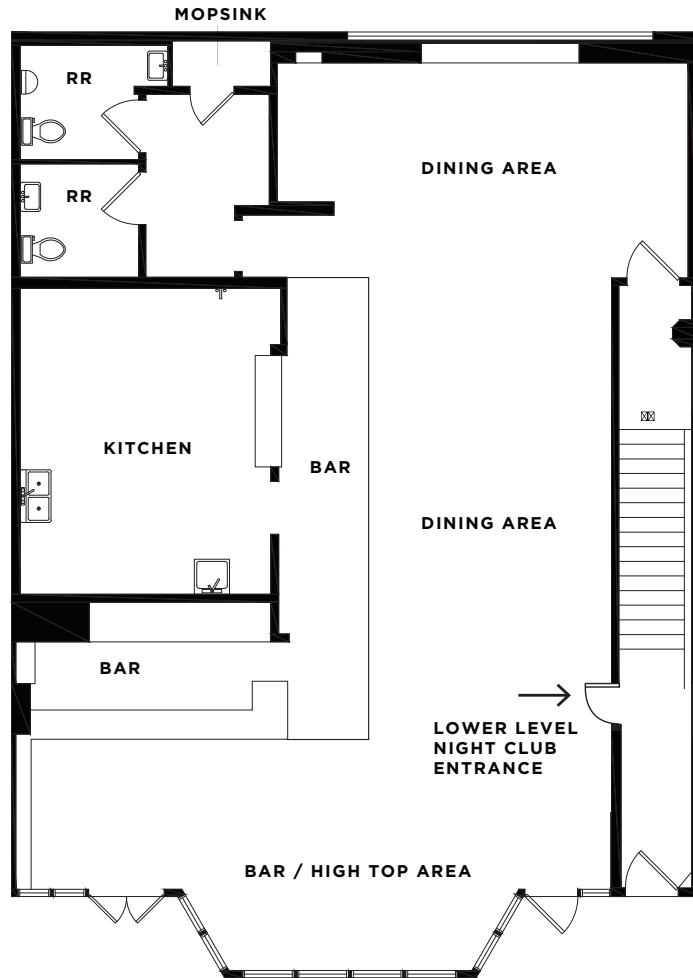 MOPSINK
RR
DINING AREA
RR
KITCHEN
BAR
DINING AREA
BAR
LOWER LEVEL
NIGHT CLUB
ENTRANCE
BAR / HIGH TOP AREA